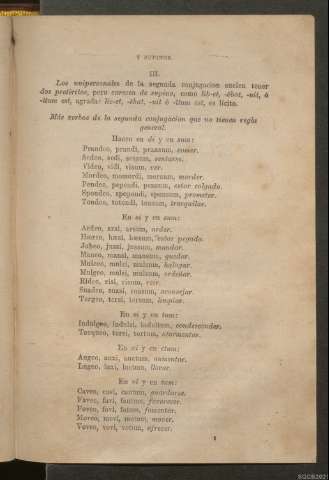 Y SUPINOS.
III.
Los unipersonales de la segunda conjugacion suelen tener
dos pretéritos, pero carecen de supino, como lib-et, -ébat, -uit, ó
-itum est, agrada: lic-et, -ébat, -uit ó -itum est, es lícito.
Más verbos de la segunda conjugacion que no tienen regla
general.
Hacen en di y en sum:
Prandeo, prandi, pransum, comer.
Sedeo, sedi, sessum, sentarse.
Video, vidi, visum, ver.
Mordeo, momordi, morsum, morder.
Pendeo, pependi, pensum, estar colgado.
Spondeo, spopondi, sponsum, prometer.
Tondeo, totondi, tonsum, trasquilar.
En si y en sum:
Ardeo, arsi, arsum, arder.
Hæreo, hæsi, hæsum, estar pegado.
Jubeo, jussi, jussum, mandar.
Maneo, mansi, mansum, quedar.
Mulceo, mulsi, mulsum, halagar.
Mulgeo, mulsi, mulsum, ordeñar.
Rideo, risi, risum, reir.
Suadeo, suasi, suasum, aconsejar.
Tergeo, tersi, tersum, limpiar.
En si y en tum:
Indulgeo, indulsi, indultum, condescender.
Torqueo, torsi, tortum, atormentar.
En xi y en ctum:
Augeo, auxi, auctum, aumentar.
Lugeo, luxi, luctum, llorar.
En vi y en tum:
Caveo, cavi, cautum, guardarse.
Faveo, favi, fautum, favorecer.
Foveo, fovi, fotum, fomentar.
Moveo, movi, motum, mover.
Voveo, vovi, votum, ofrecer.